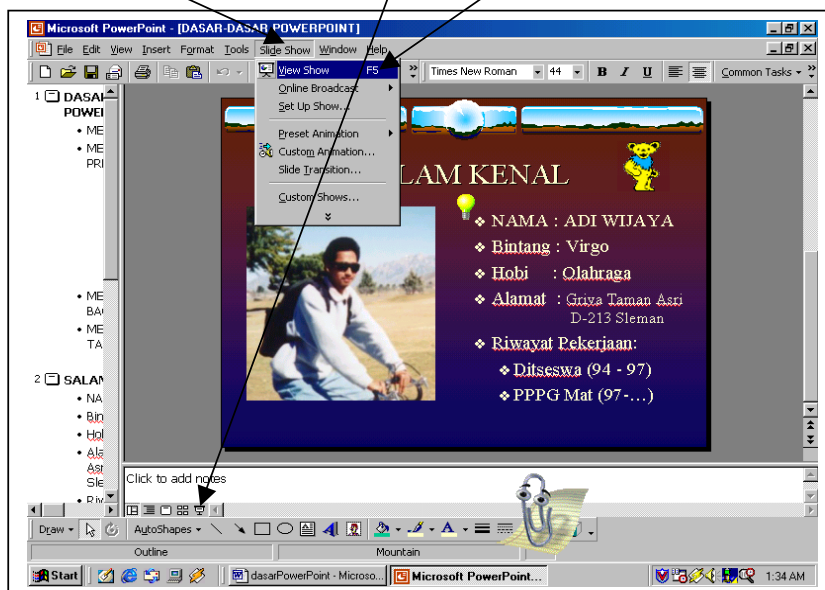 Microsoft PowerPoint - [DASAR-DASAR POWERPOINT]
File Edit View Insert Format Tools Slide Show Window Help
Times New Roman 44 B I U Common Tasks
View Show F5
Online Broadcast
Set Up Show...
Preset Animation
Custom Animation...
Slide Transition...
Custom Shows...
1 DASAR
POWE
• ME
• ME
PRI
• ME
BA
• ME
TA
2 SALAM
• NA
• Bin
• Hol
• Ala
Asr
Sle
• Riv
LAM KENAL
❖ NAMA : ADI WIJAYA
❖ Bintang : Virgo
❖ Hobi : Olahraga
❖ Alamat : Griya Taman Asri
D-213 Sleman
❖ Riwayat Pekerjaan:
❖ Ditseswa (94 - 97)
❖ PPPG Mat (97-...)
Click to add notes
Draw AutoShapes
Outline Mountain
Start dasarPowerPoint - Microso... Microsoft PowerPoint... 1:34 AM